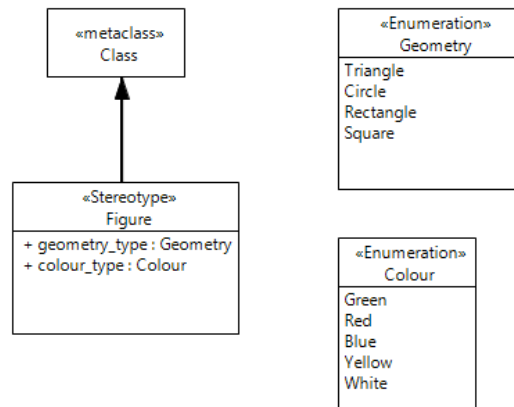 «metaclass»
Class
«Stereotype»
Figure
+ geometry_type : Geometry
+ colour_type : Colour
«Enumeration»
Geometry
Triangle
Circle
Rectangle
Square
«Enumeration»
Colour
Green
Red
Blue
Yellow
White